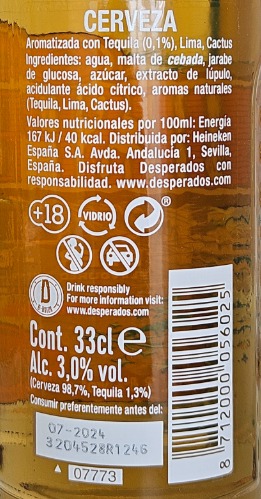 CERVEZA
Aromatizada con Tequila (0,1%), Lima, Cactus
Ingredientes: agua, malta de cebada, jarabe
de glucosa, azúcar, extracto de lúpulo,
acidulante ácido cítrico, aromas naturales
(Tequila, Lima, Cactus).
Valores nutricionales por 100ml: Energía
167 kJ / 40 kcal. Distribuida por: Heineken
España S.A. Avda. Andalucía 1, Sevilla,
España. Disfruta Desperados con
responsabilidad. www.desperados.com
+18 VIDRIO ®
Drink responsibly
For more information visit:
www.desperados.com
Cont. 33cl e
Alc. 3,0% vol.
(Cerveza 98,7%, Tequila 1,3%)
Consumir preferentemente antes del:
07-2024
3204528R1246
07773
8 712000 056025